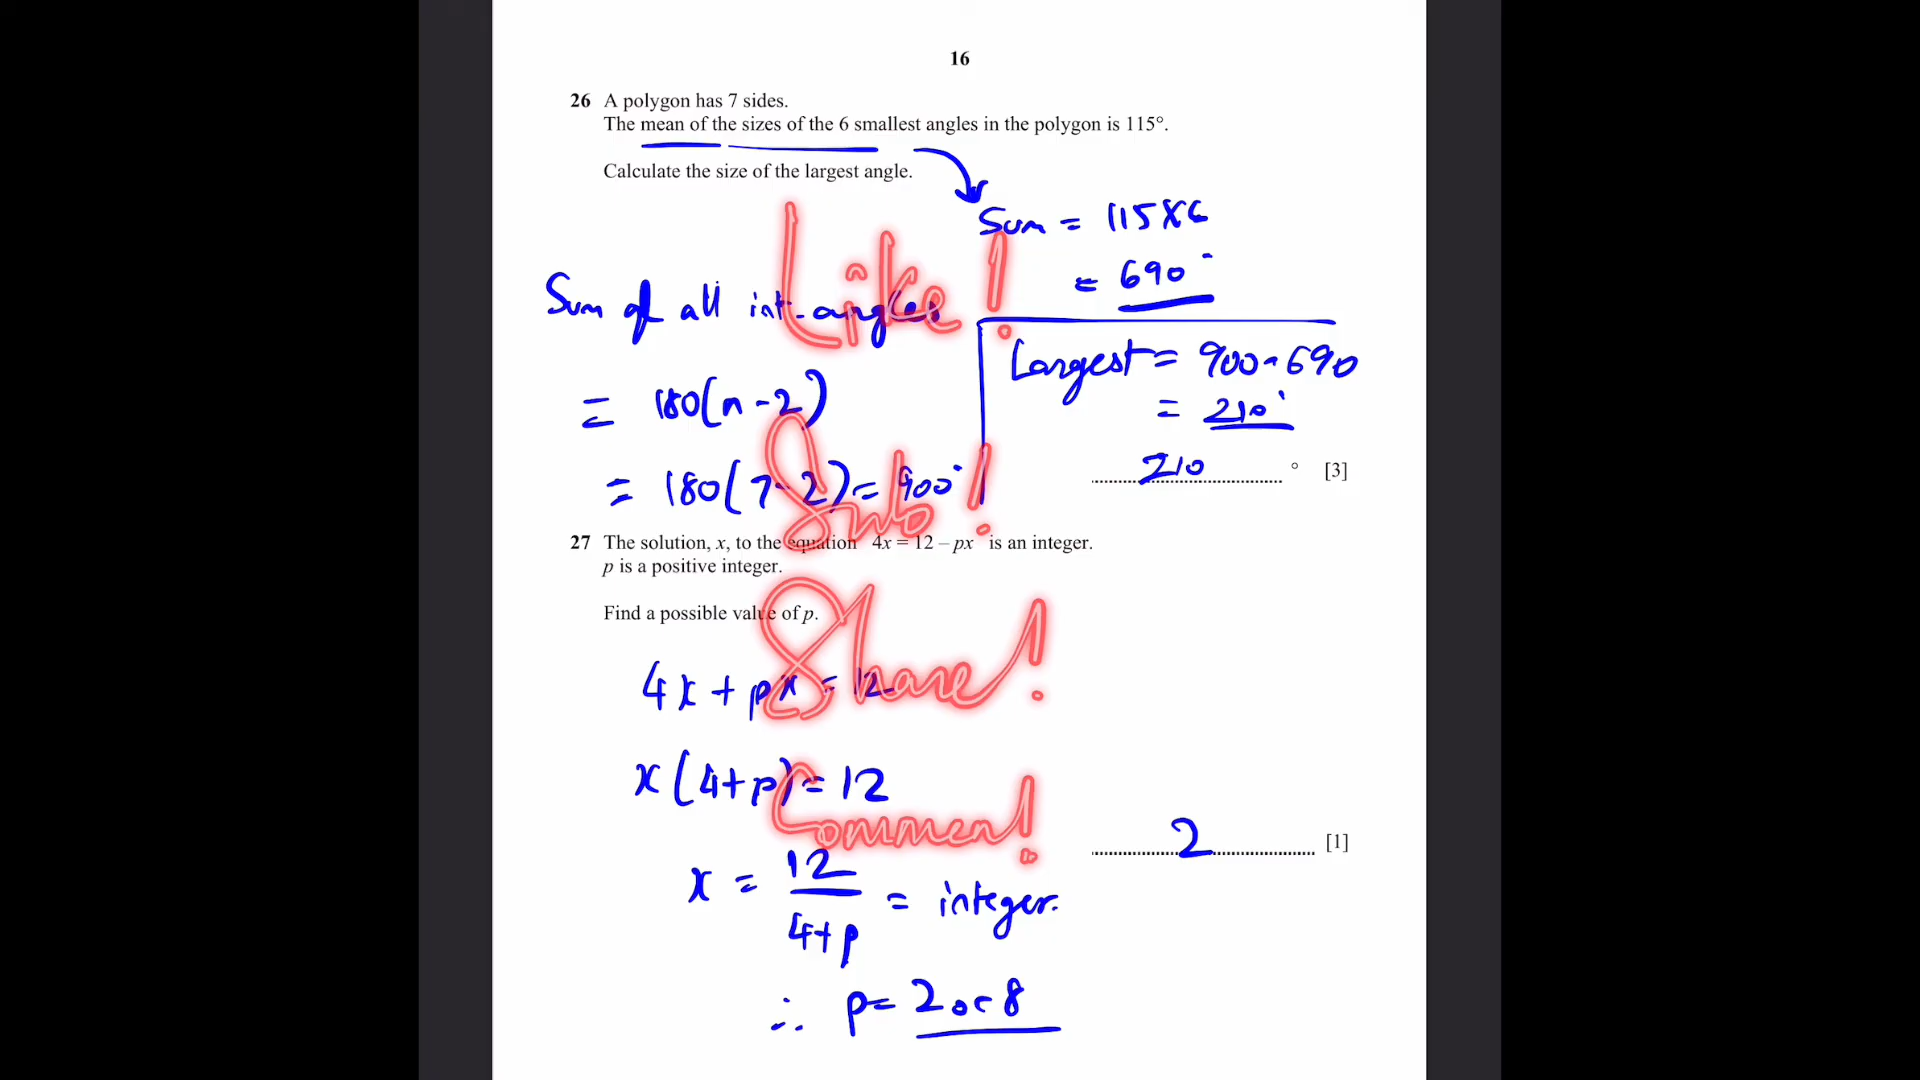 16
26 A polygon has 7 sides.
The mean of the sizes of the 6 smallest angles in the polygon is 115°.
Calculate the size of the largest angle.
Sum = 115×6
= 690°
Like!
Sum of all int. angles
Largest = 900-690
= 210°
= 180(n-2)
210 ° [3]
= 180(7-2) = 900°
Sub!
27 The solution, x, to the equation 4x = 12 – px is an integer.
p is a positive integer.
Find a possible value of p.
Share!
4x + px = 12
x(4+p) = 12
Commen!
2 [1]
x = 12
4+p
= integer.
∴ p = 2 or 8